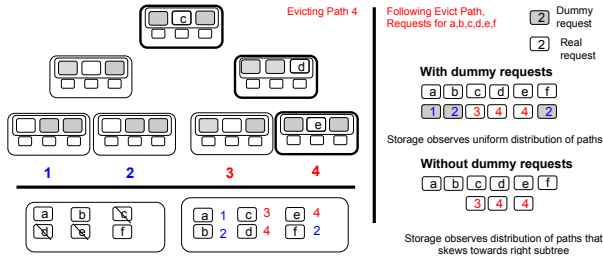 c
Evicting Path 4
d
e
1 2 3 4
a b c
d e f
a 1 c 3 e 4
b 2 d 4 f 2
Following Evict Path,
Requests for a,b,c,d,e,f
2 Dummy
request
2 Real
request
With dummy requests
a b c d e f
1 2 3 4 4 2
Storage observes uniform distribution of paths
Without dummy requests
a b c d e f
3 4 4
Storage observes distribution of paths that
skews towards right subtree